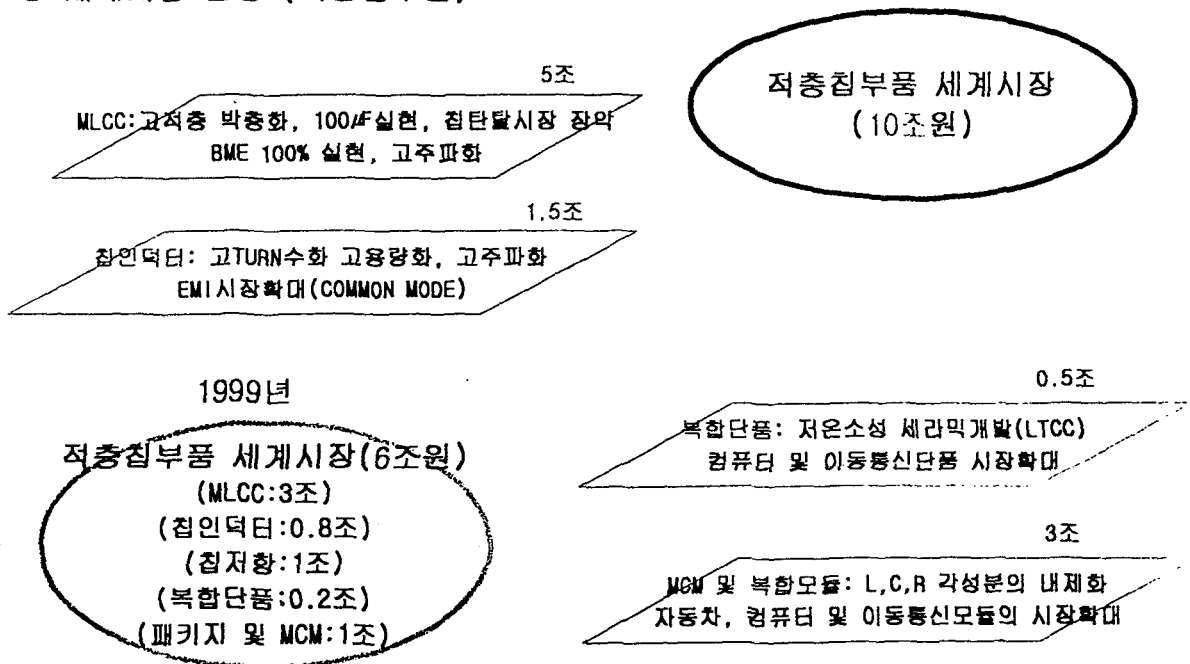 5조
MLCC:고적층 박층화, 100㎌실현, 칩탄탈시장 장악
BME 100% 실현, 고주파화
적층칩부품 세계시장
(10조원)
1.5조
칩인덕터: 고TURN수화 고용량화, 고주파화
EMI시장확대(COMMON MODE)
1999년
적층칩부품 세계시장(6조원)
(MLCC:3조)
(칩인덕터:0.8조)
(칩저항:1조)
(복합단품:0.2조)
(패키지 및 MCM:1조)
0.5조
복합단품: 저온소성 세라믹개발(LTCC)
컴퓨터 및 이동통신단품 시장확대
3조
MCM 및 복합모듈: L,C,R 각성분의 내제화
자동차, 컴퓨터 및 이동통신모듈의 시장확대